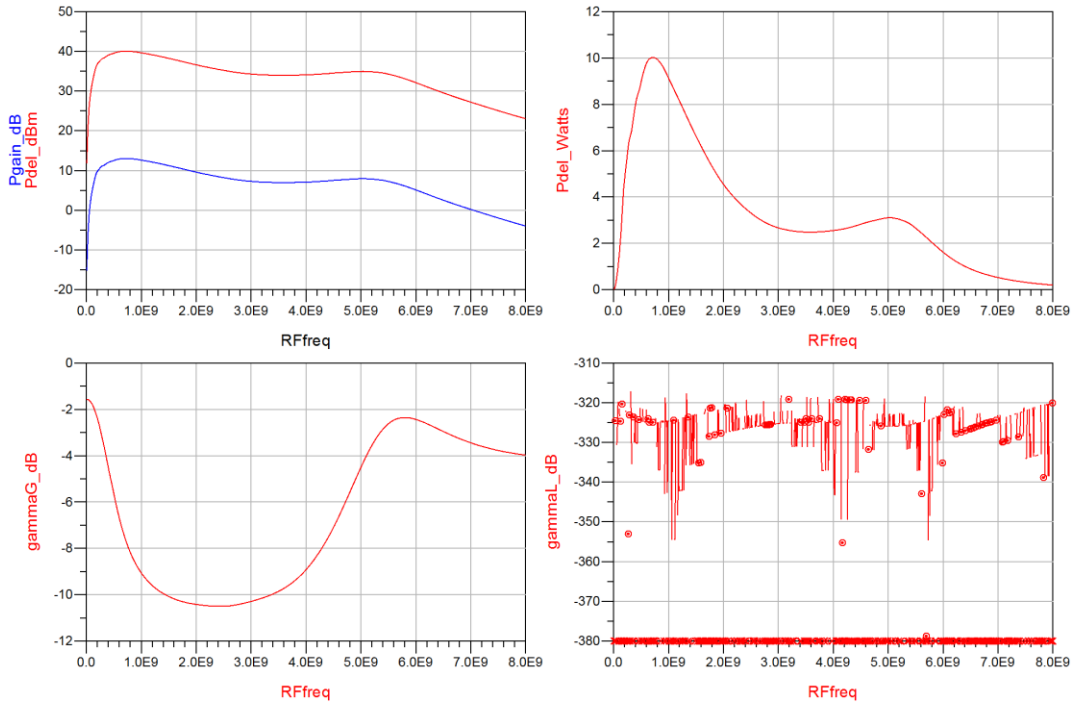 50
40
30
20
10
0
-10
-20
Pgain_dB
Pdel_dBm
0.0 1.0E9 2.0E9 3.0E9 4.0E9 5.0E9 6.0E9 7.0E9 8.0E9
RFfreq
12
10
8
6
4
2
0
Pdel_Watts
0.0 1.0E9 2.0E9 3.0E9 4.0E9 5.0E9 6.0E9 7.0E9 8.0E9
RFfreq
0
-2
-4
-6
-8
-10
-12
gammaG_dB
0.0 1.0E9 2.0E9 3.0E9 4.0E9 5.0E9 6.0E9 7.0E9 8.0E9
RFfreq
-310
-320
-330
-340
-350
-360
-370
-380
gammaL_dB
0.0 1.0E9 2.0E9 3.0E9 4.0E9 5.0E9 6.0E9 7.0E9 8.0E9
RFfreq